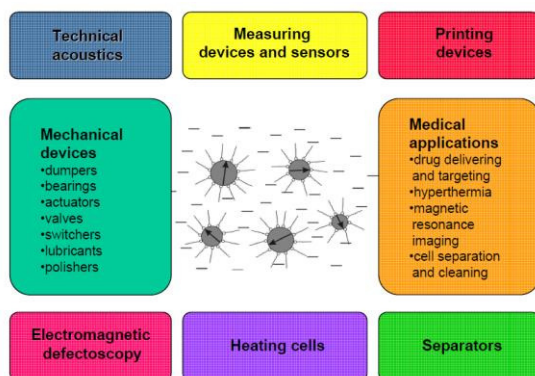 Technical
acoustics
Measuring
devices and sensors
Printing
devices
Mechanical
devices
•dumpers
•bearings
•actuators
•valves
•switchers
•lubricants
•polishers
Medical
applications
•drug delivering
and targeting
•hyperthermia
•magnetic
resonance
imaging
•cell separation
and cleaning
Electromagnetic
defectoscopy
Heating cells
Separators